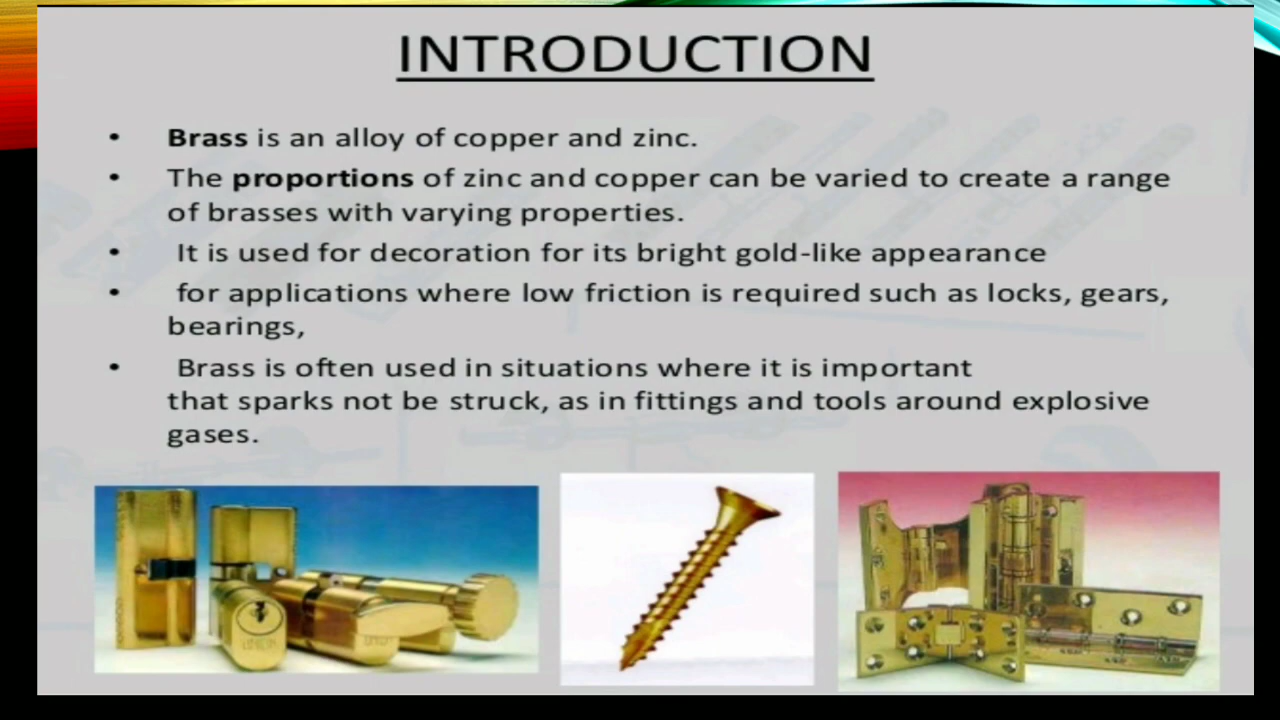 INTRODUCTION
• Brass is an alloy of copper and zinc.
• The proportions of zinc and copper can be varied to create a range
of brasses with varying properties.
• It is used for decoration for its bright gold-like appearance
• for applications where low friction is required such as locks, gears,
bearings,
• Brass is often used in situations where it is important
that sparks not be struck, as in fittings and tools around explosive
gases.